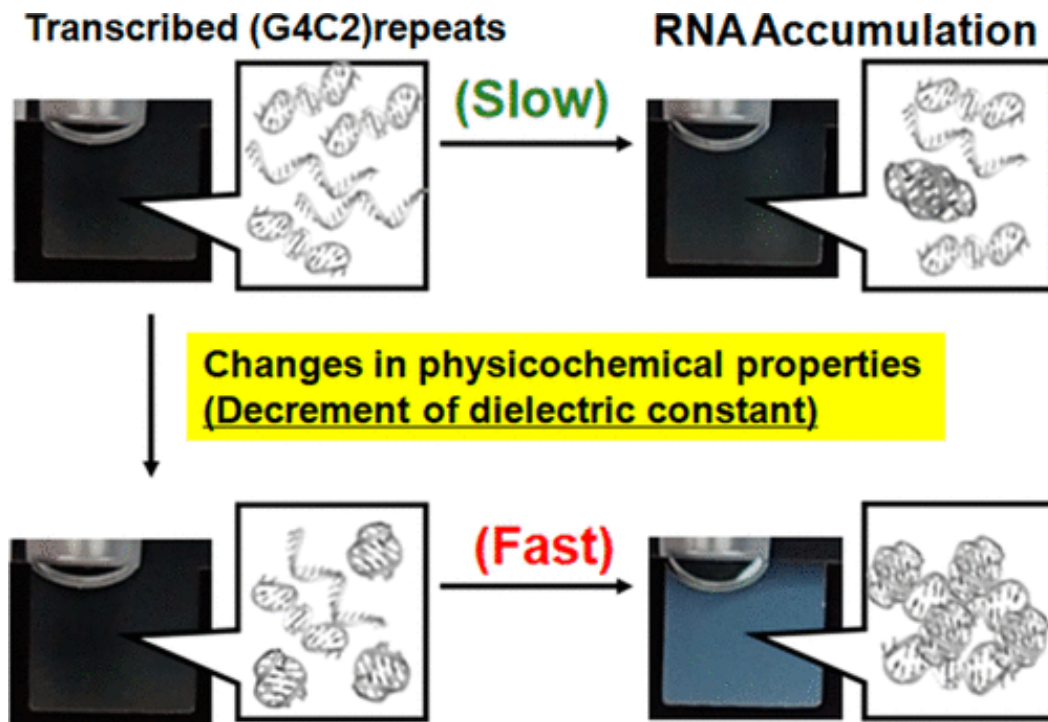 Transcribed (G4C2)repeats
RNA Accumulation
(Slow)
Changes in physicochemical properties
(Decrement of dielectric constant)
(Fast)